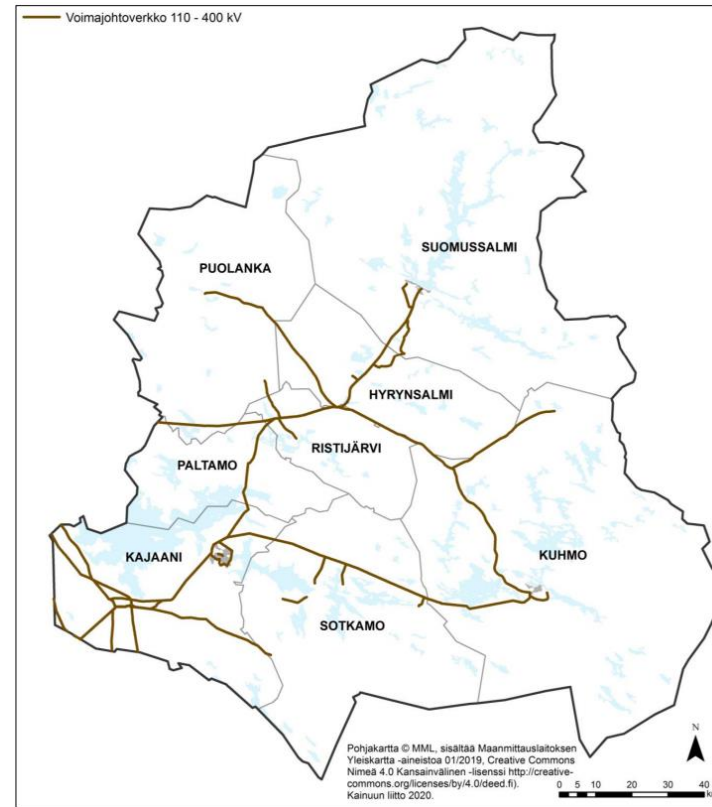 Voimajohtoverkko 110 - 400 kV
SUOMUSSALMI
PUOLANKA
HYRYNSALMI
RISTIJÄRVI
PALTAMO
KAJAANI
KUHMO
SOTKAMO
N
Pohjakartta © MML, sisältää Maanmittauslaitoksen
Yleiskartta -aineistoa 01/2019, Creative Commons
Nimeä 4.0 Kansainvälinen -lisenssi http://creative-
commons.org/licenses/by/4.0/deed.fi).
Kainuun liitto 2020.
0 5 10 20 30 40